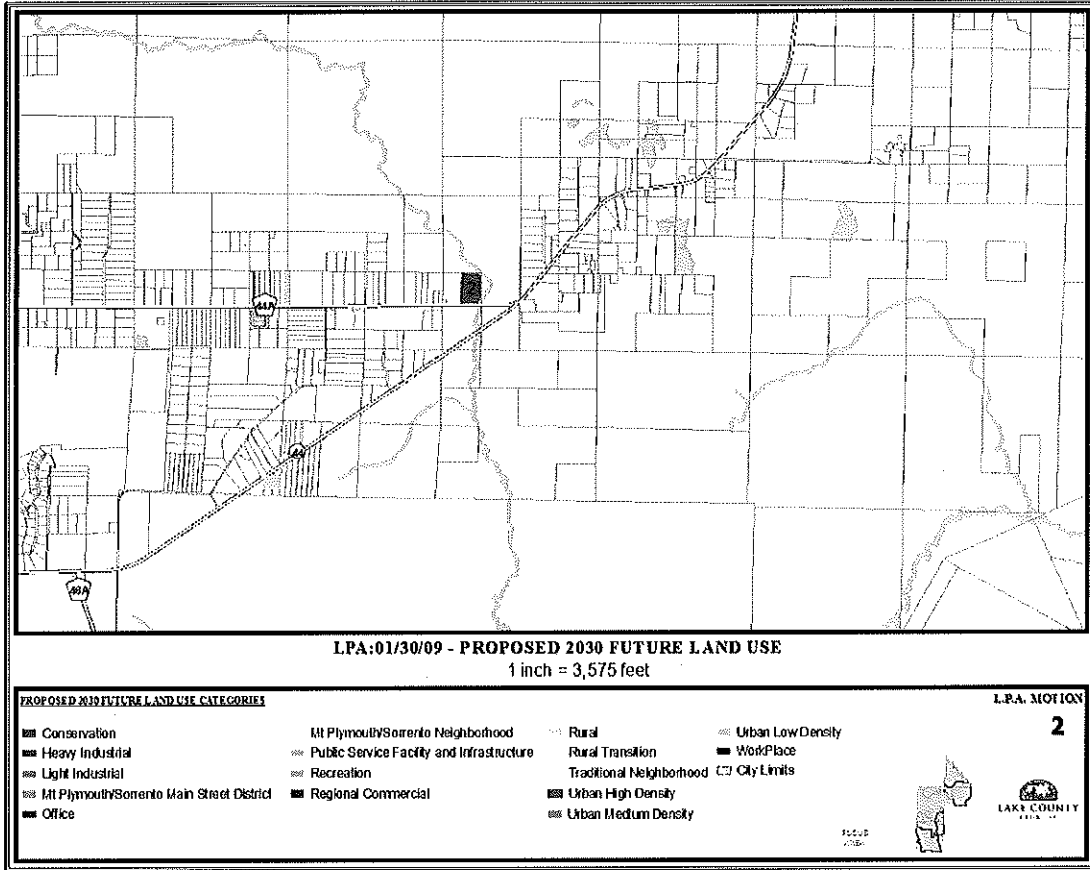 2
44A
44
46A
LPA:01/30/09 - PROPOSED 2030 FUTURE LAND USE
1 inch = 3,575 feet
PROPOSED 2030 FUTURE LAND USE CATEGORIES
Conservation
Heavy Industrial
Light Industrial
Mt Plymouth/Sorrento Main Street District
Office
Mt Plymouth/Sorrento Neighborhood
Public Service Facility and Infrastructure
Recreation
Regional Commercial
Rural
Rural Transition
Traditional Neighborhood
Urban High Density
Urban Medium Density
Urban Low Density
WorkPlace
City Limits
L.P.A. MOTION
2
LAKE COUNTY